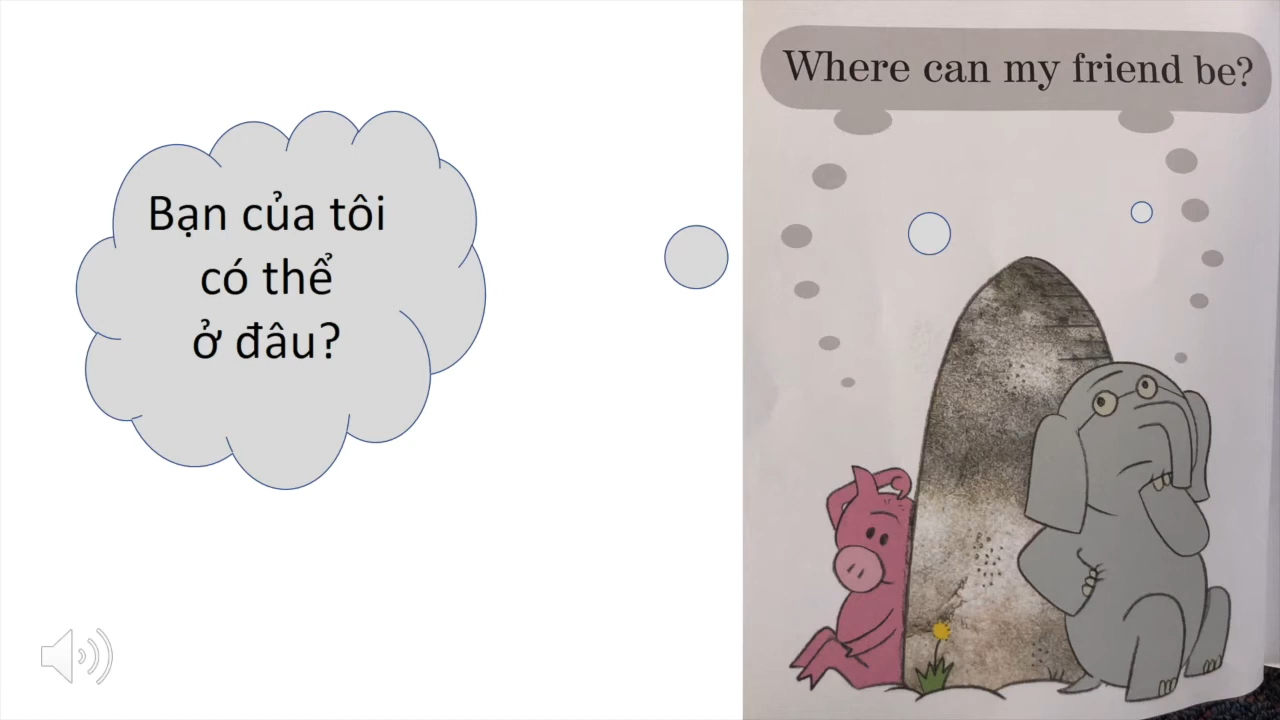 Bạn của tôi
có thể
ở đâu?
Where can my friend be?